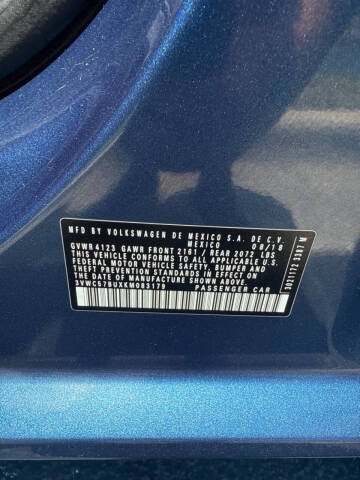 MFD BY VOLKSWAGEN DE MEXICO S.A. DE C.V.
MEXICO 08/18
GVWR 4123 GAWR FRONT 2161 / REAR 2072 LBS
THIS VEHICLE CONFORMS TO ALL APPLICABLE U.S.
FEDERAL MOTOR VEHICLE SAFETY, BUMPER AND
THEFT PREVENTION STANDARDS IN EFFECT ON
THE DATE OF MANUFACTURE SHOWN ABOVE.
3VWC57BUXKM083179
PASSENGER CAR